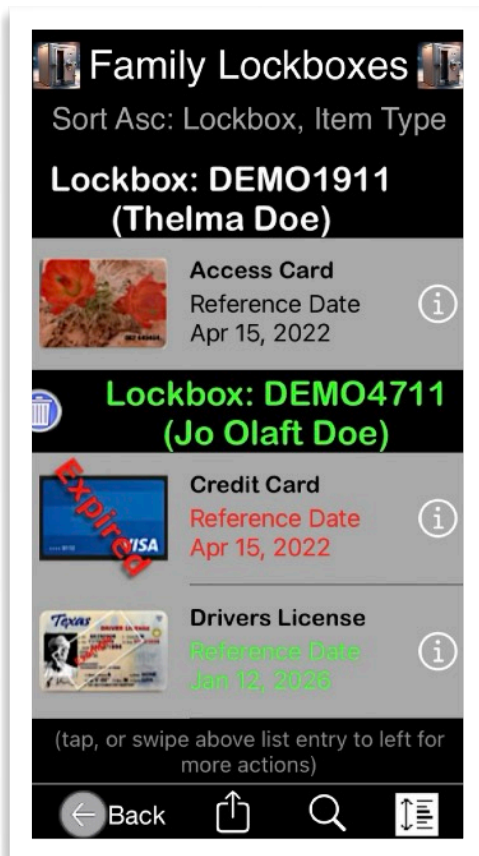 Family Lockboxes
Sort Asc: Lockbox, Item Type
Lockbox: DEMO1911
(Thelma Doe)
Access Card
Reference Date
Apr 15, 2022
Lockbox: DEMO4711
(Jo Olaft Doe)
Credit Card
Reference Date
Apr 15, 2022
Expired
VISA
Texas
DRIVER LICENSE
Drivers License
Reference Date
Jan 12, 2026
(tap, or swipe above list entry to left for
more actions)
Back